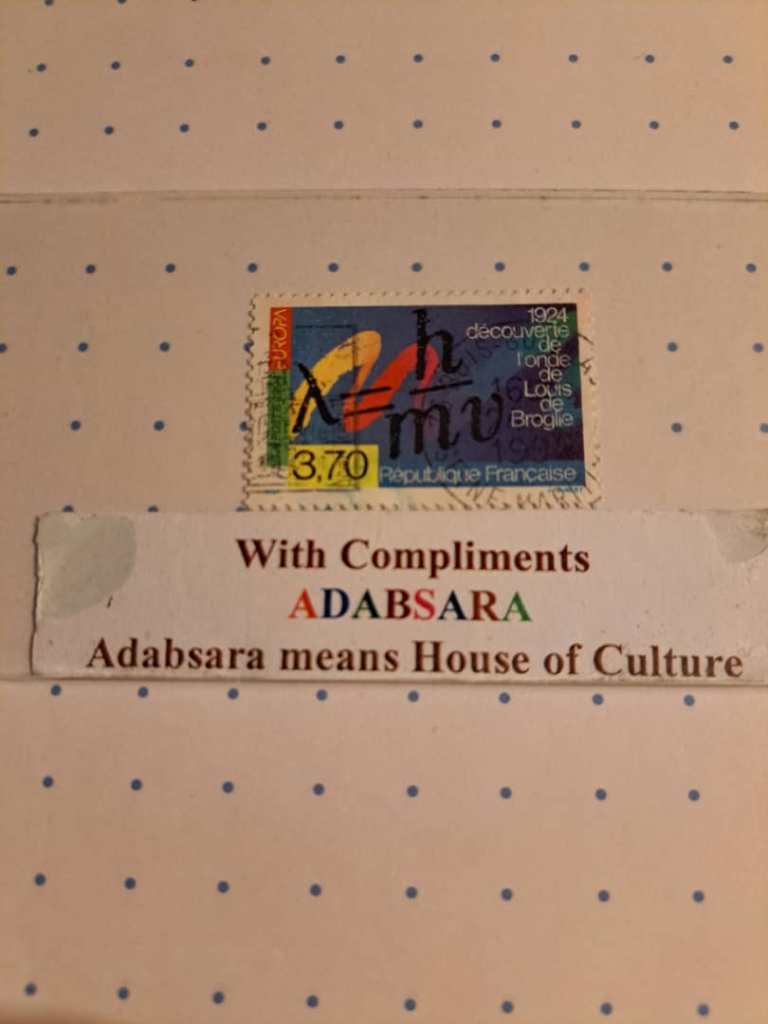 EUROPA
1924
découverte
de
l'onde
de
Louis
de
Broglie
λ = h
mv
3,70
République Française
With Compliments
ADABSARA
Adabsara means House of Culture